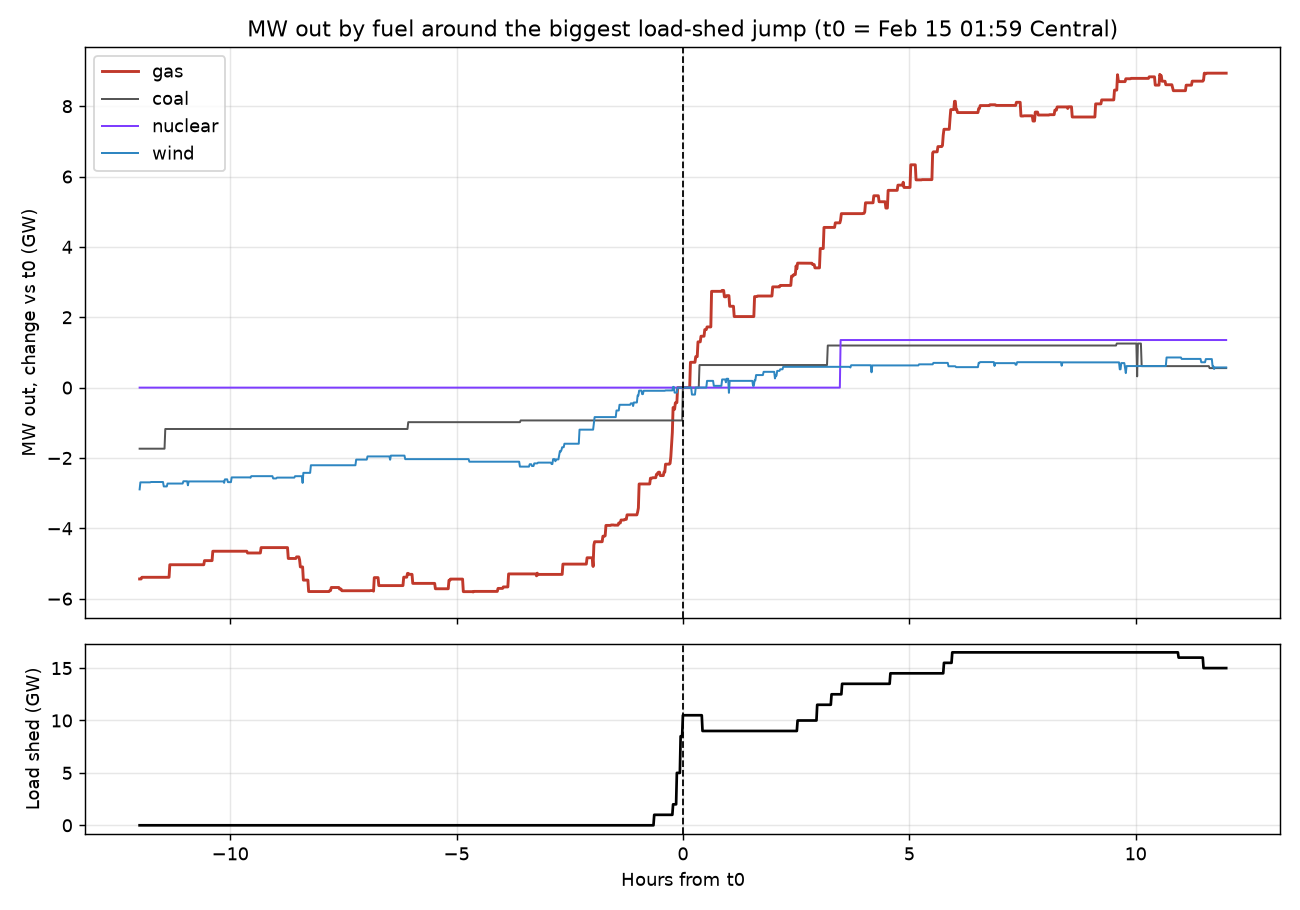 MW out by fuel around the biggest load-shed jump (t0 = Feb 15 01:59 Central)
gas
coal
nuclear
wind
MW out, change vs t0 (GW)
8
6
4
2
0
−2
−4
−6
Load shed (GW)
15
10
5
0
−10
−5
0
5
10
Hours from t0